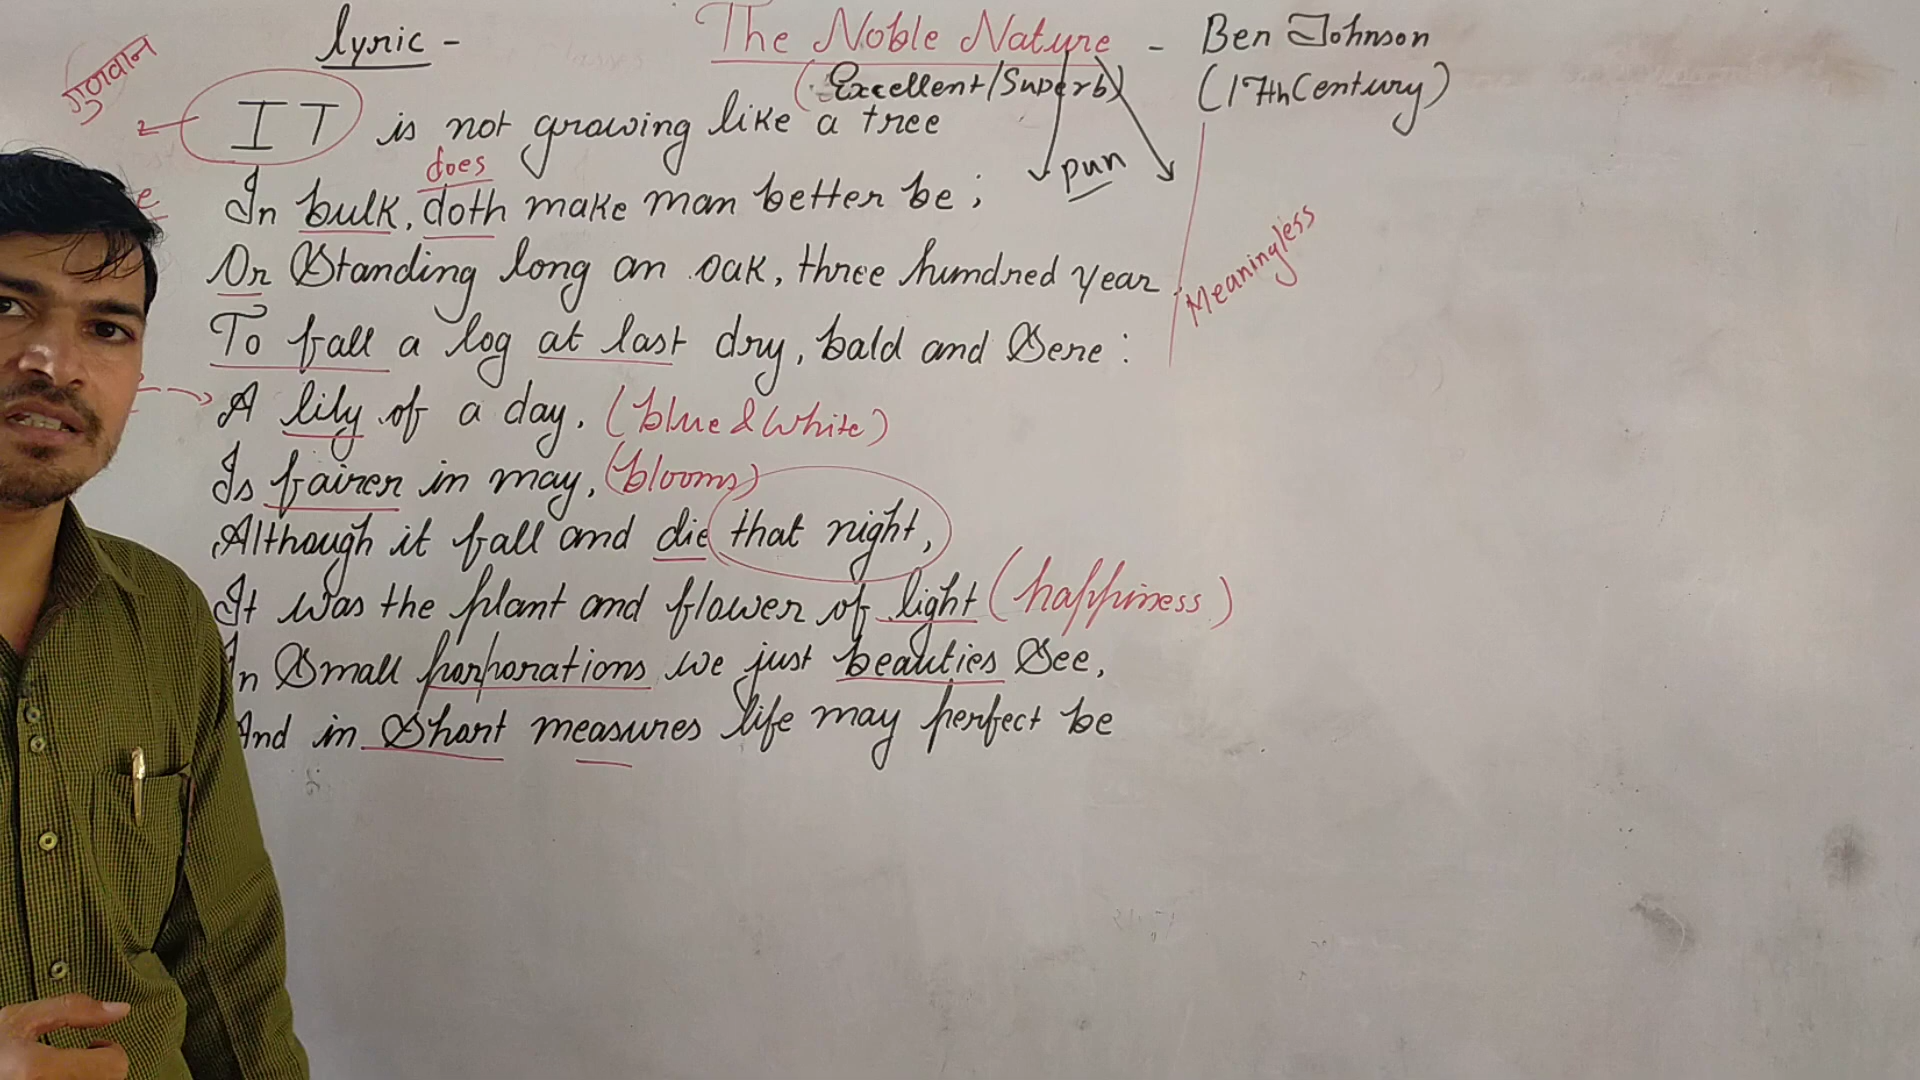 lyric - The Noble Nature - Ben Johnson
(Excellent/Superb) (17th Century)
गुणवान
IT is not growing like a tree
does
pun
In bulk, doth make man better be;
Or Standing long an oak, three hundred year
Meaningless
To fall a log at last dry, bald and Sere:
A lily of a day. (blue & White)
Is fairer in may, (blooms)
Although it fall and die that night,
It was the plant and flower of light (happiness)
In Small porporations we just beauties See,
And in Short measures life may perfect be